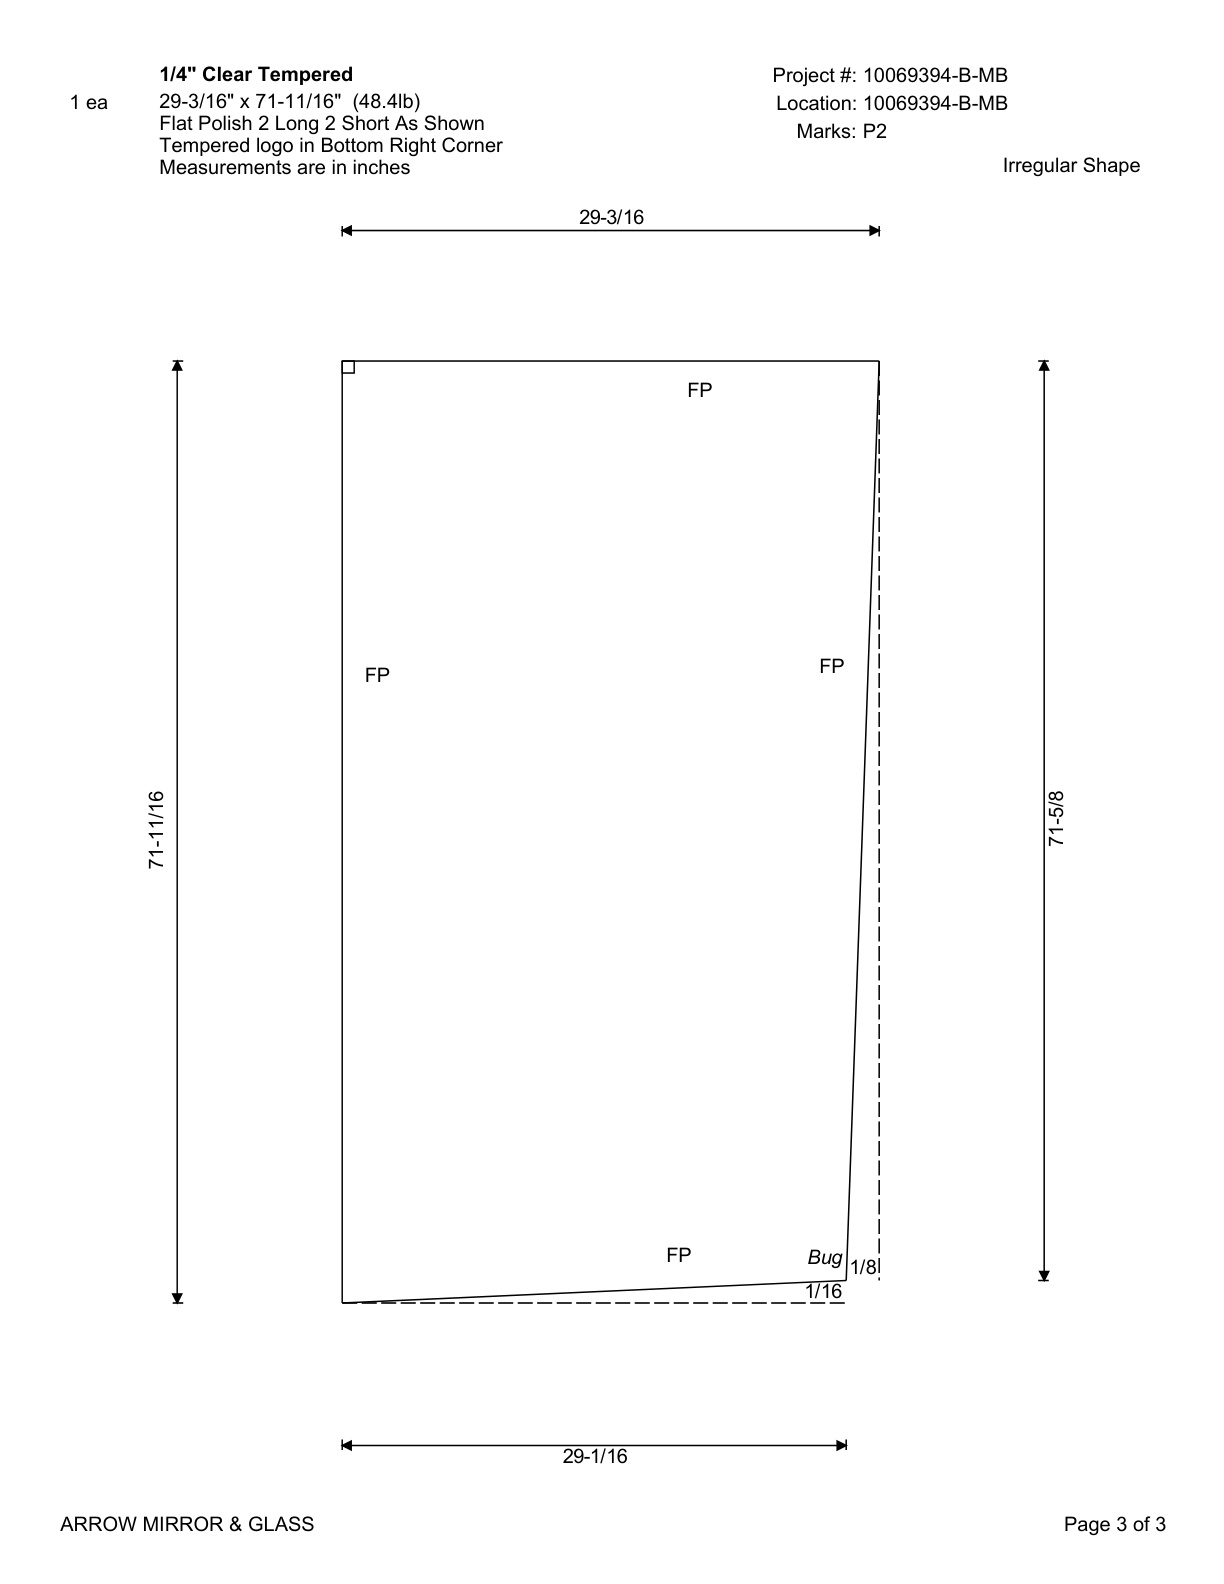 1/4" Clear Tempered
1 ea
29-3/16" x 71-11/16" (48.4lb)
Flat Polish 2 Long 2 Short As Shown
Tempered logo in Bottom Right Corner
Measurements are in inches
Project #: 10069394-B-MB
Location: 10069394-B-MB
Marks: P2
Irregular Shape
29-3/16
FP
FP
FP
71-11/16
71-5/8
FP
Bug
1/8
1/16
29-1/16
ARROW MIRROR & GLASS
Page 3 of 3